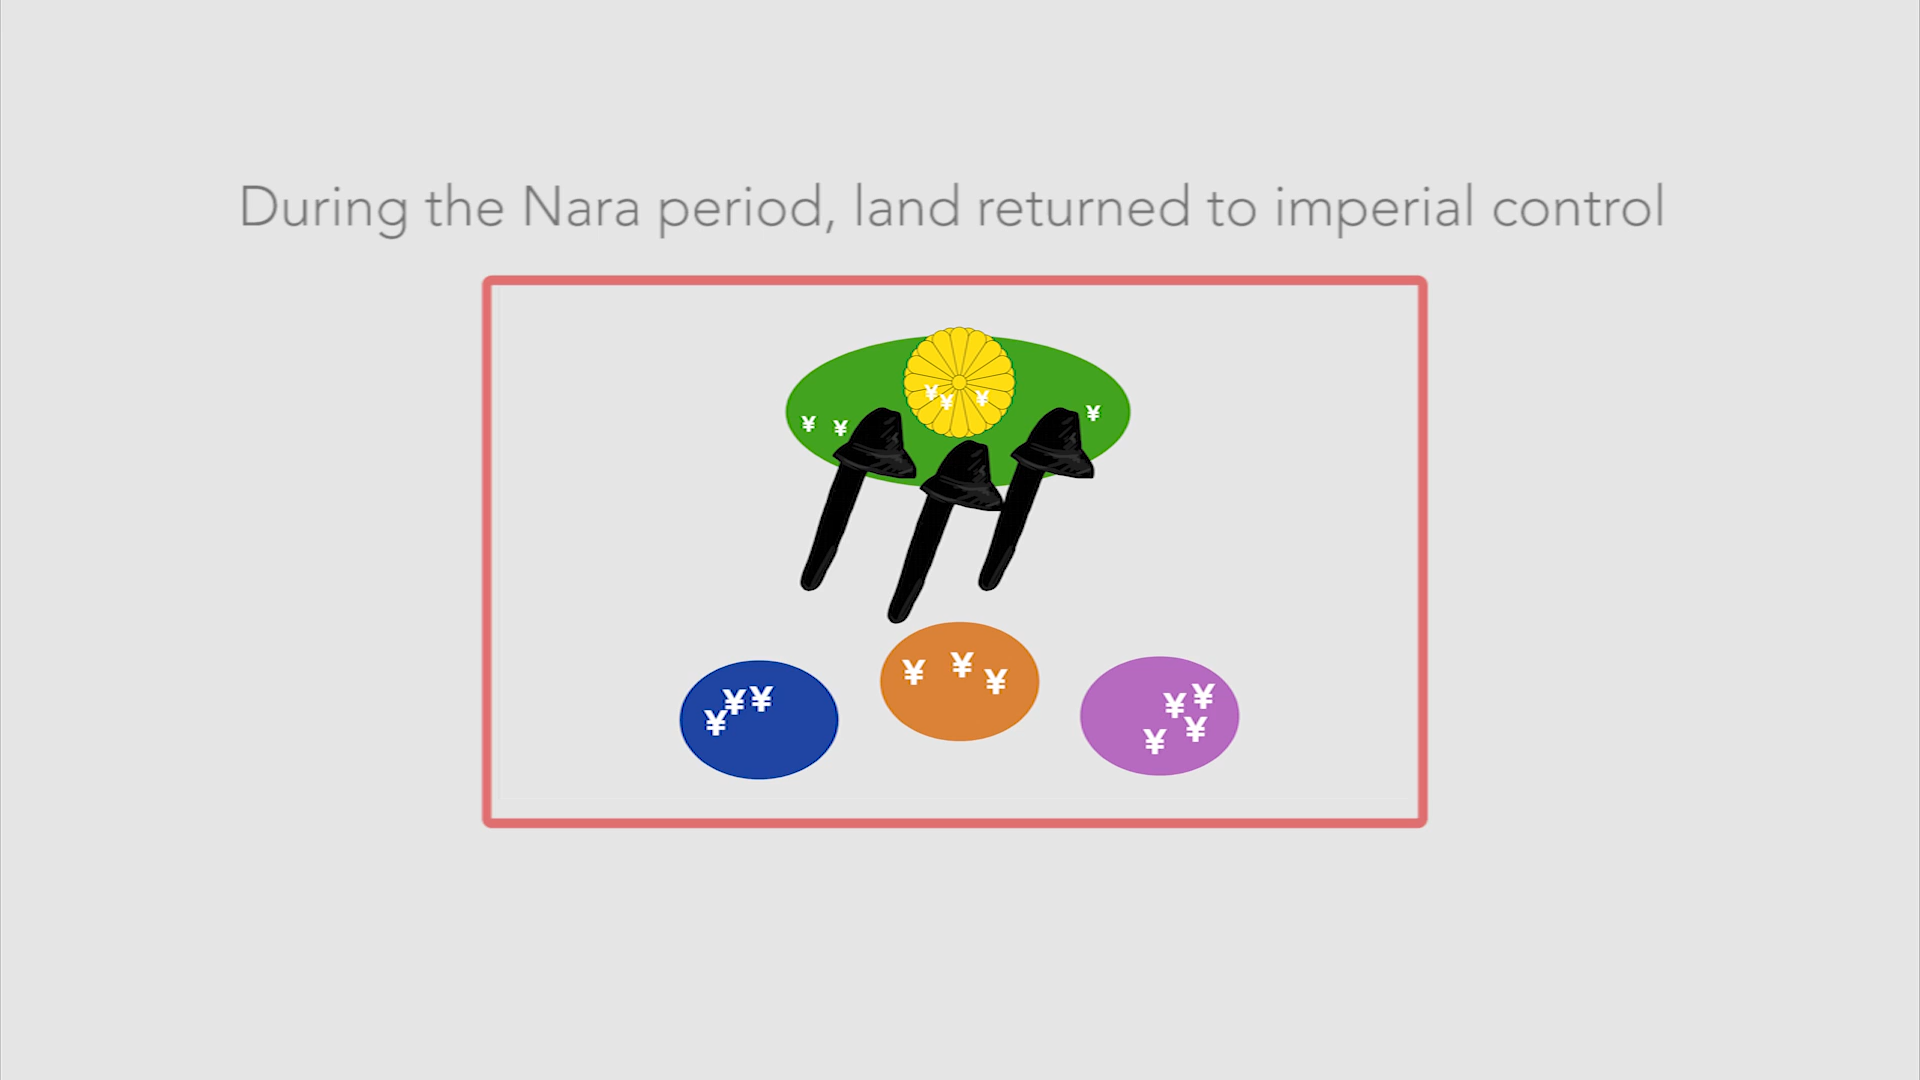 During the Nara period, land returned to imperial control
¥ ¥ ¥ ¥ ¥ ¥
¥ ¥ ¥
¥ ¥ ¥
¥ ¥ ¥ ¥